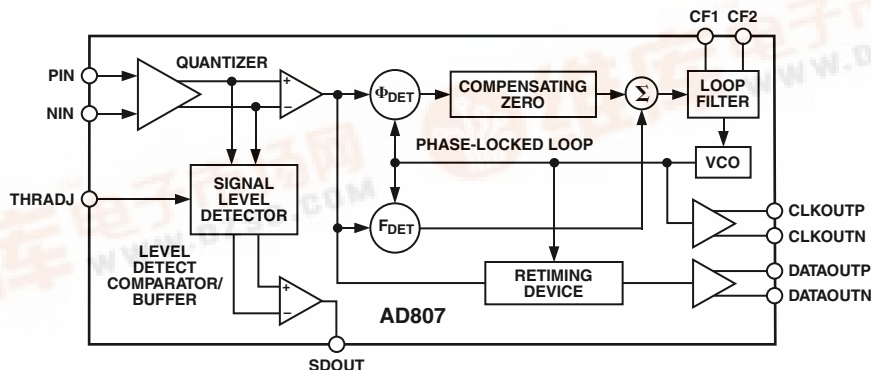 CF1 CF2
PIN
NIN
QUANTIZER
+
−
ΦDET
COMPENSATING
ZERO
Σ
LOOP
FILTER
PHASE-LOCKED LOOP
VCO
THRADJ
SIGNAL
LEVEL
DETECTOR
FDET
CLKOUTP
CLKOUTN
LEVEL
DETECT
COMPARATOR/
BUFFER
+
−
RETIMING
DEVICE
DATAOUTP
DATAOUTN
AD807
SDOUT